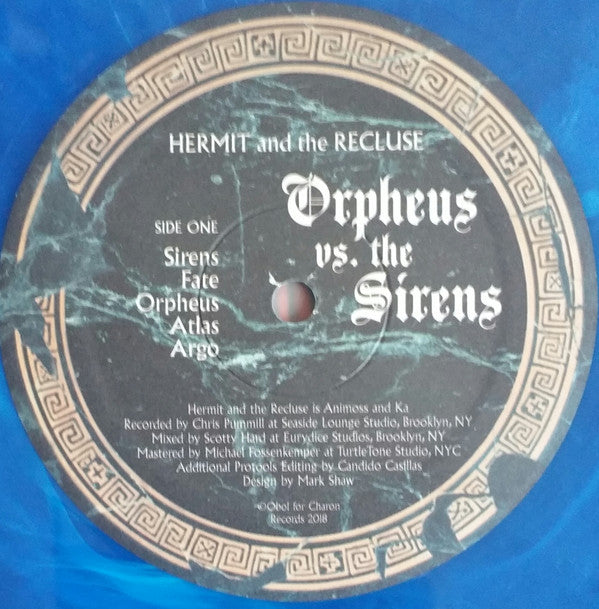 HERMIT and the RECLUSE
Orpheus
vs. the
Sirens
SIDE ONE
Sirens
Fate
Orpheus
Atlas
Argo
Hermit and the Recluse is Animoss and Ka
Recorded by Chris Pummill at Seaside Lounge Studio, Brooklyn, NY
Mixed by Scotty Hard at Eurydice Studios, Brooklyn, NY
Mastered by Michael Fossenkemper at TurtleTone Studio, NYC
Additional Protools Editing by Candido Casillas
Design by Mark Shaw
©Obol for Charon
Records 2018